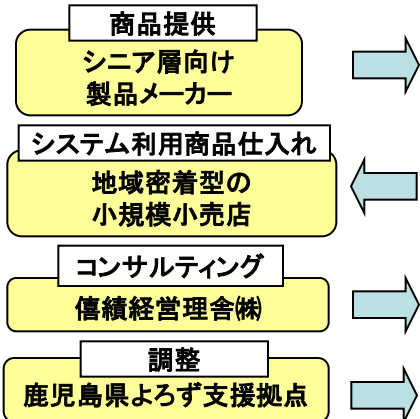 商品提供
シニア層向け
製品メーカー
システム利用商品仕入れ
地域密着型の
小規模小売店
コンサルティング
僖績経営理舎㈱
調整
鹿児島県よろず支援拠点